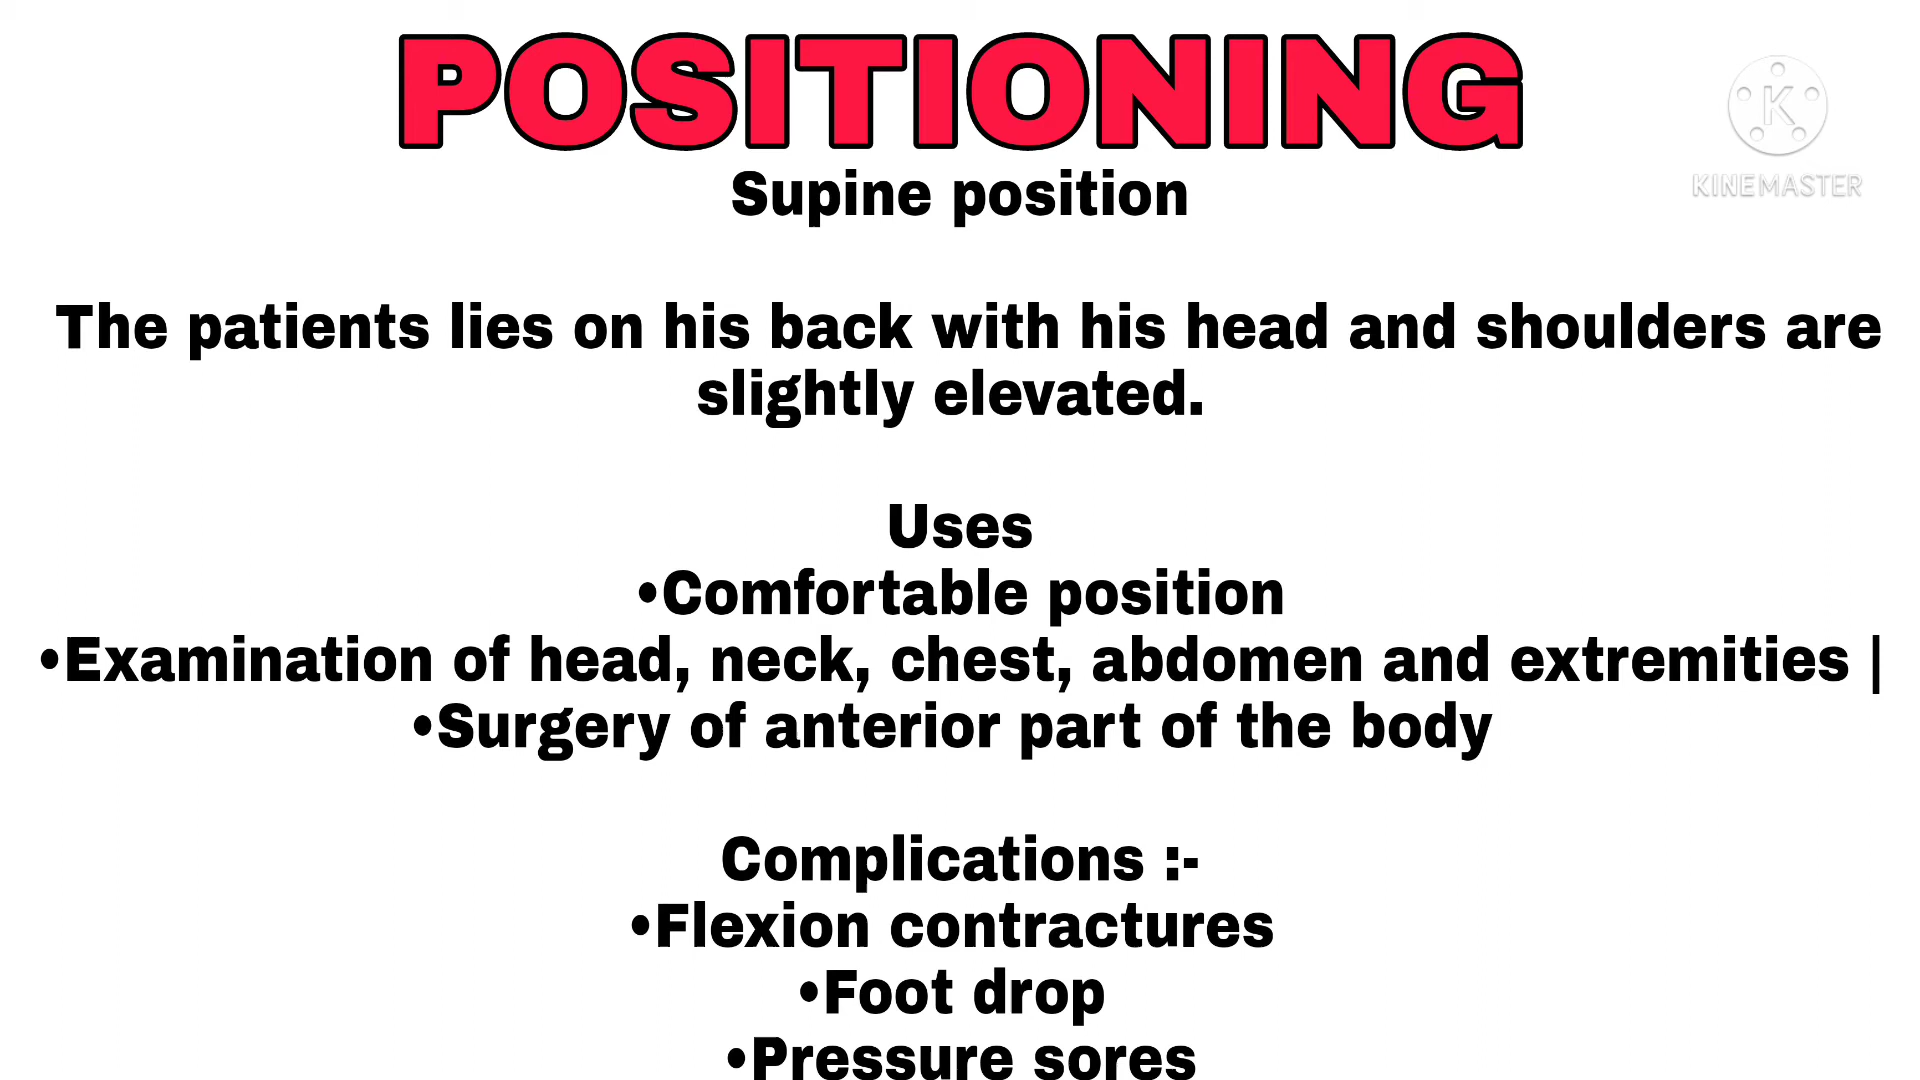 POSITIONING
K
KINEMASTER
Supine position
The patients lies on his back with his head and shoulders are
slightly elevated.
Uses
•Comfortable position
•Examination of head, neck, chest, abdomen and extremities |
•Surgery of anterior part of the body
Complications :-
•Flexion contractures
•Foot drop
•Pressure sores